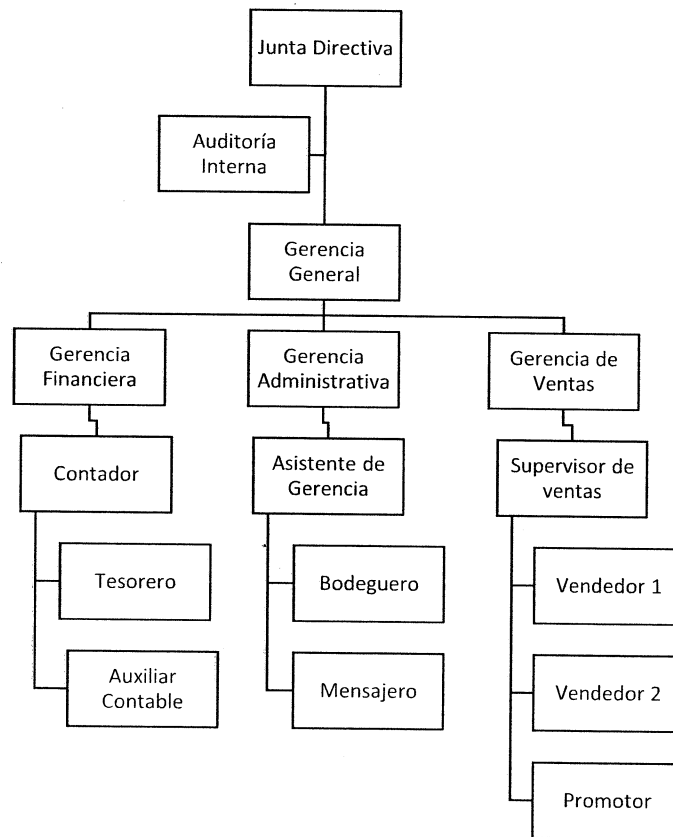 Junta Directiva
Auditoría
Interna
Gerencia
General
Gerencia
Financiera
Gerencia
Administrativa
Gerencia de
Ventas
Contador
Asistente de
Gerencia
Supervisor de
ventas
Tesorero
Bodeguero
Vendedor 1
Auxiliar
Contable
Mensajero
Vendedor 2
Promotor